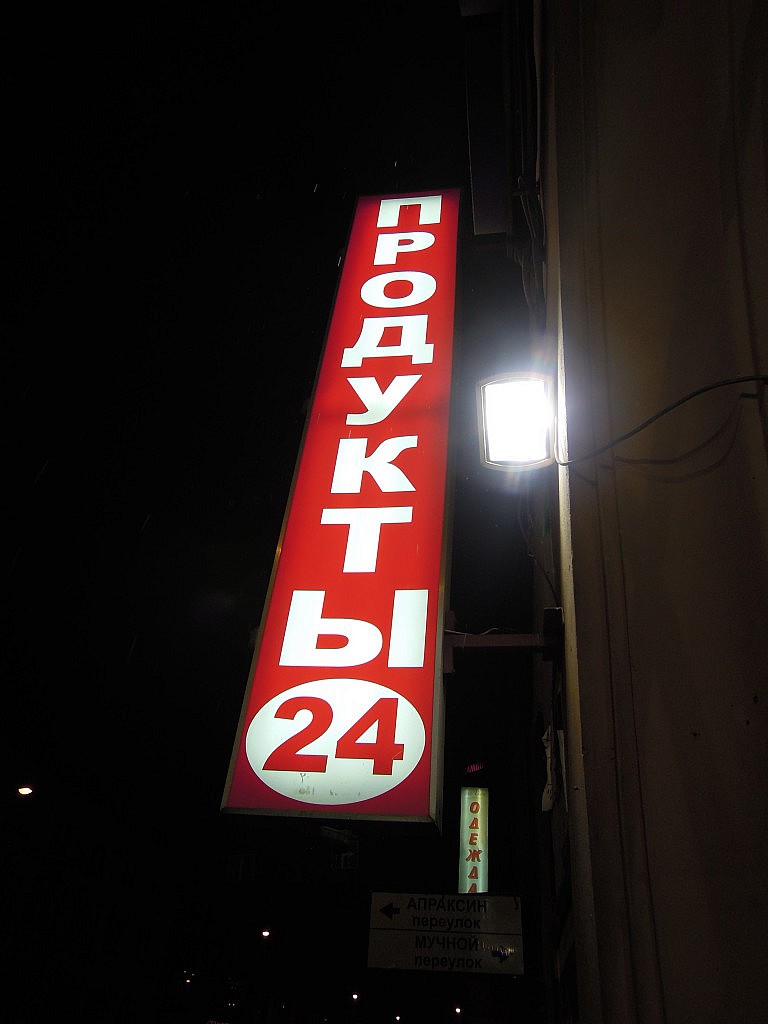 ПРОДУКТЫ
24
ОДЕЖДА
АПРАКСИН
переулок
МУЧНОЙ
переулок